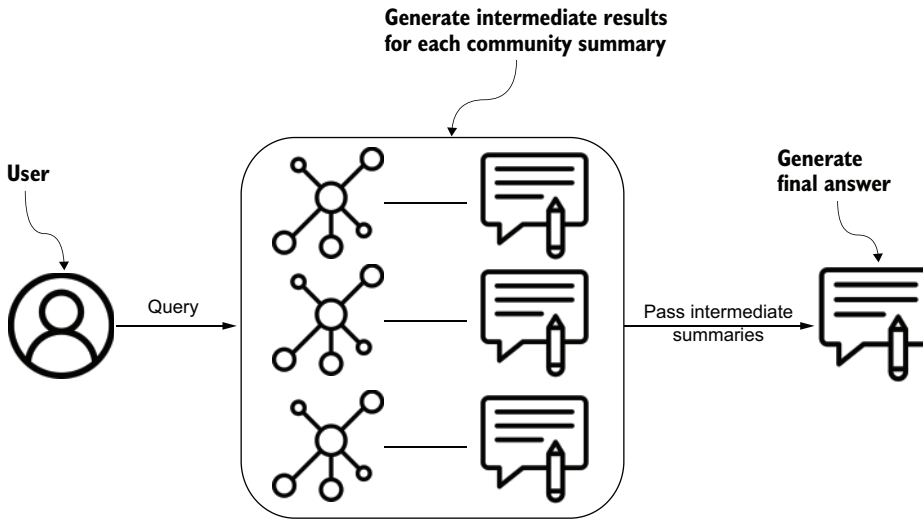 Generate intermediate results
for each community summary
User
Generate
final answer
Query
Pass intermediate
summaries